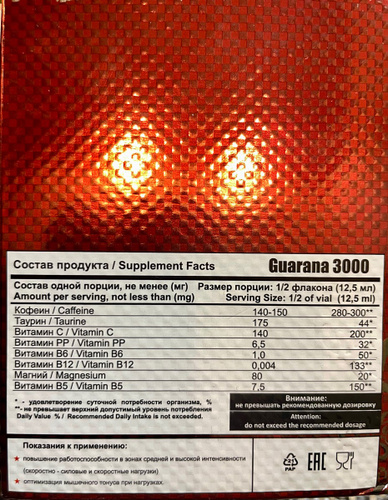 Состав продукта / Supplement Facts Guarana 3000
Состав одной порции, не менее (мг) Размер порции: 1/2 флакона (12,5 мл)
Amount per serving, not less than (mg) Serving Size: 1/2 of vial (12,5 ml)
Кофеин / Caffeine 140-150 280-300**
Таурин / Taurine 175 44*
Витамин С / Vitamin C 140 200**
Витамин РР / Vitamin PP 6,5 32*
Витамин В6 / Vitamin B6 1,0 50*
Витамин В12 / Vitamin B12 0,004 133**
Магний / Magnesium 80 20*
Витамин В5 / Vitamin B5 7,5 150**
* - удовлетворение суточной потребности организма, %
**- не превышает верхний допустимый уровень потребления
Daily Value % / Recommended Daily Intake is not exceeded.
Внимание:
не превышать рекомендованную дозировку
Attention:
do not exceed the recommended dosage
Показания к применению:
повышение работоспособности в зонах средней и высокой интенсивности
(скоростно - силовые и скоростные нагрузки)
оптимизация мышечного тонуса при нагрузках.
PAP
EAC